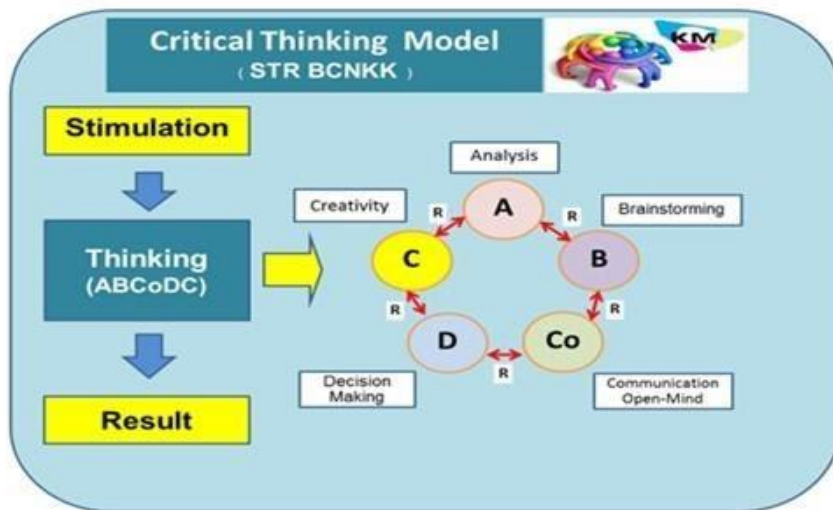 Critical Thinking Model
( STR BCNKK )
KM
Stimulation
Thinking
(ABCoDC)
Result
Analysis
A
R
R
Creativity
Brainstorming
C
B
R
R
D
Co
R
Decision
Making
Communication
Open-Mind